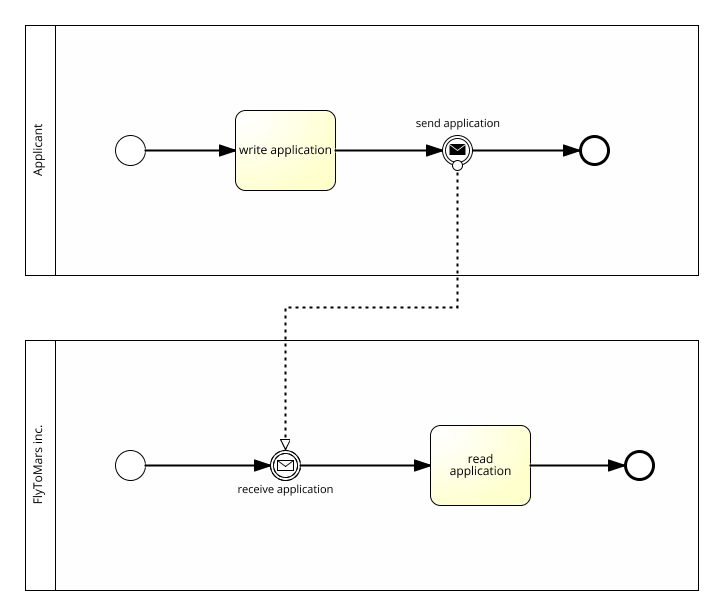 Applicant
write application
send application
FlyToMars inc.
receive application
read
application